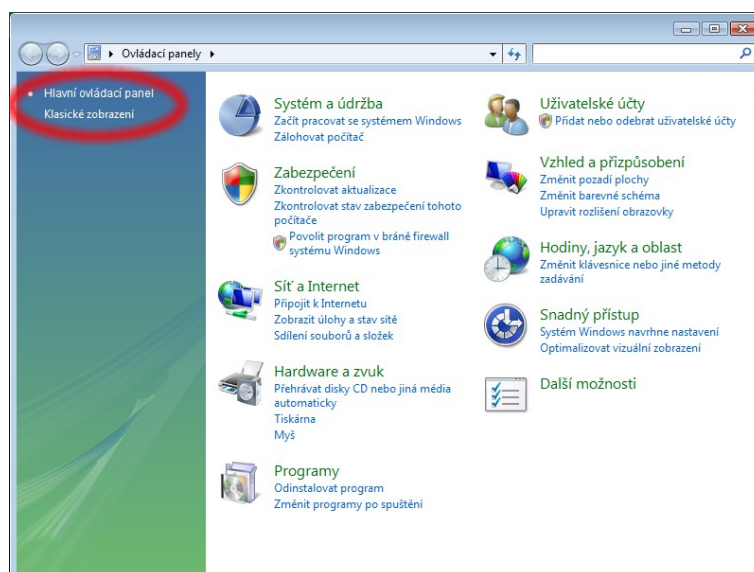 Ovládací panely
Hlavní ovládací panel
Klasické zobrazení
Systém a údržba
Začít pracovat se systémem Windows
Zálohovat počítač
Zabezpečení
Zkontrolovat aktualizace
Zkontrolovat stav zabezpečení tohoto
počítače
Povolit program v bráně firewall
systému Windows
Síť a Internet
Připojit k Internetu
Zobrazit úlohy a stav sítě
Sdílení souborů a složek
Hardware a zvuk
Přehrávat disky CD nebo jiná média
automaticky
Tiskárna
Myš
Programy
Odinstalovat program
Změnit programy po spuštění
Uživatelské účty
Přidat nebo odebrat uživatelské účty
Vzhled a přizpůsobení
Změnit pozadí plochy
Změnit barevné schéma
Upravit rozlišení obrazovky
Hodiny, jazyk a oblast
Změnit klávesnice nebo jiné metody
zadávání
Snadný přístup
Systém Windows navrhne nastavení
Optimalizovat vizuální zobrazení
Další možnosti